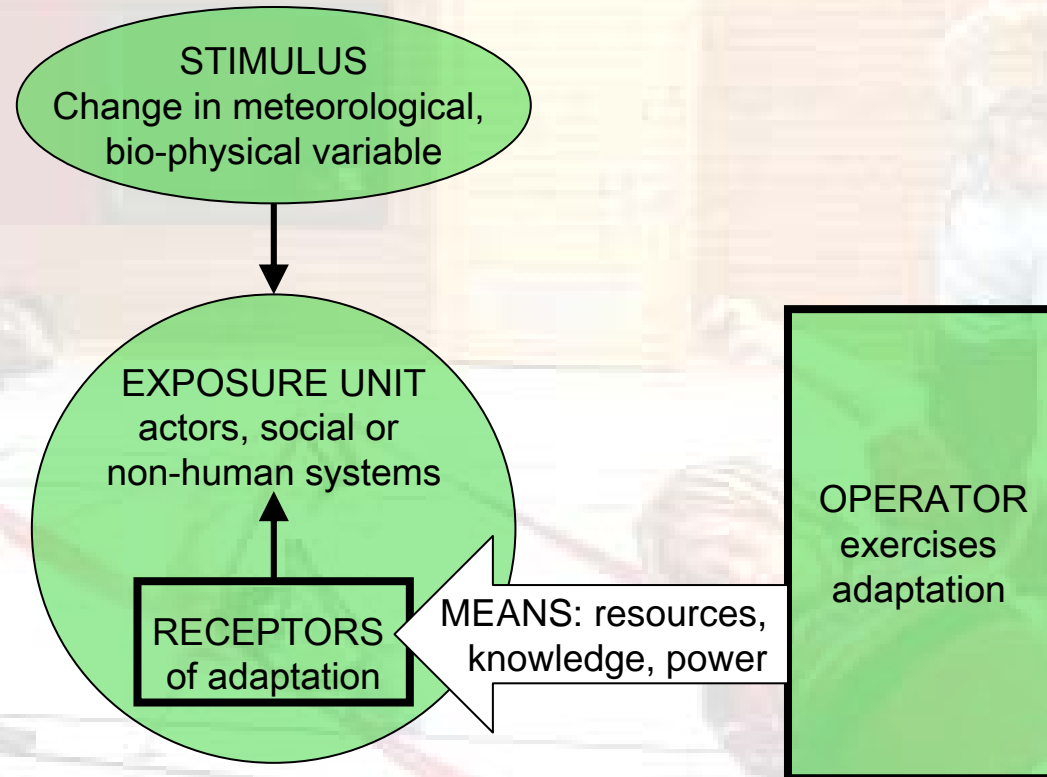 STIMULUS
Change in meteorological,
bio-physical variable
EXPOSURE UNIT
actors, social or
non-human systems
RECEPTORS
of adaptation
MEANS: resources,
knowledge, power
OPERATOR
exercises
adaptation